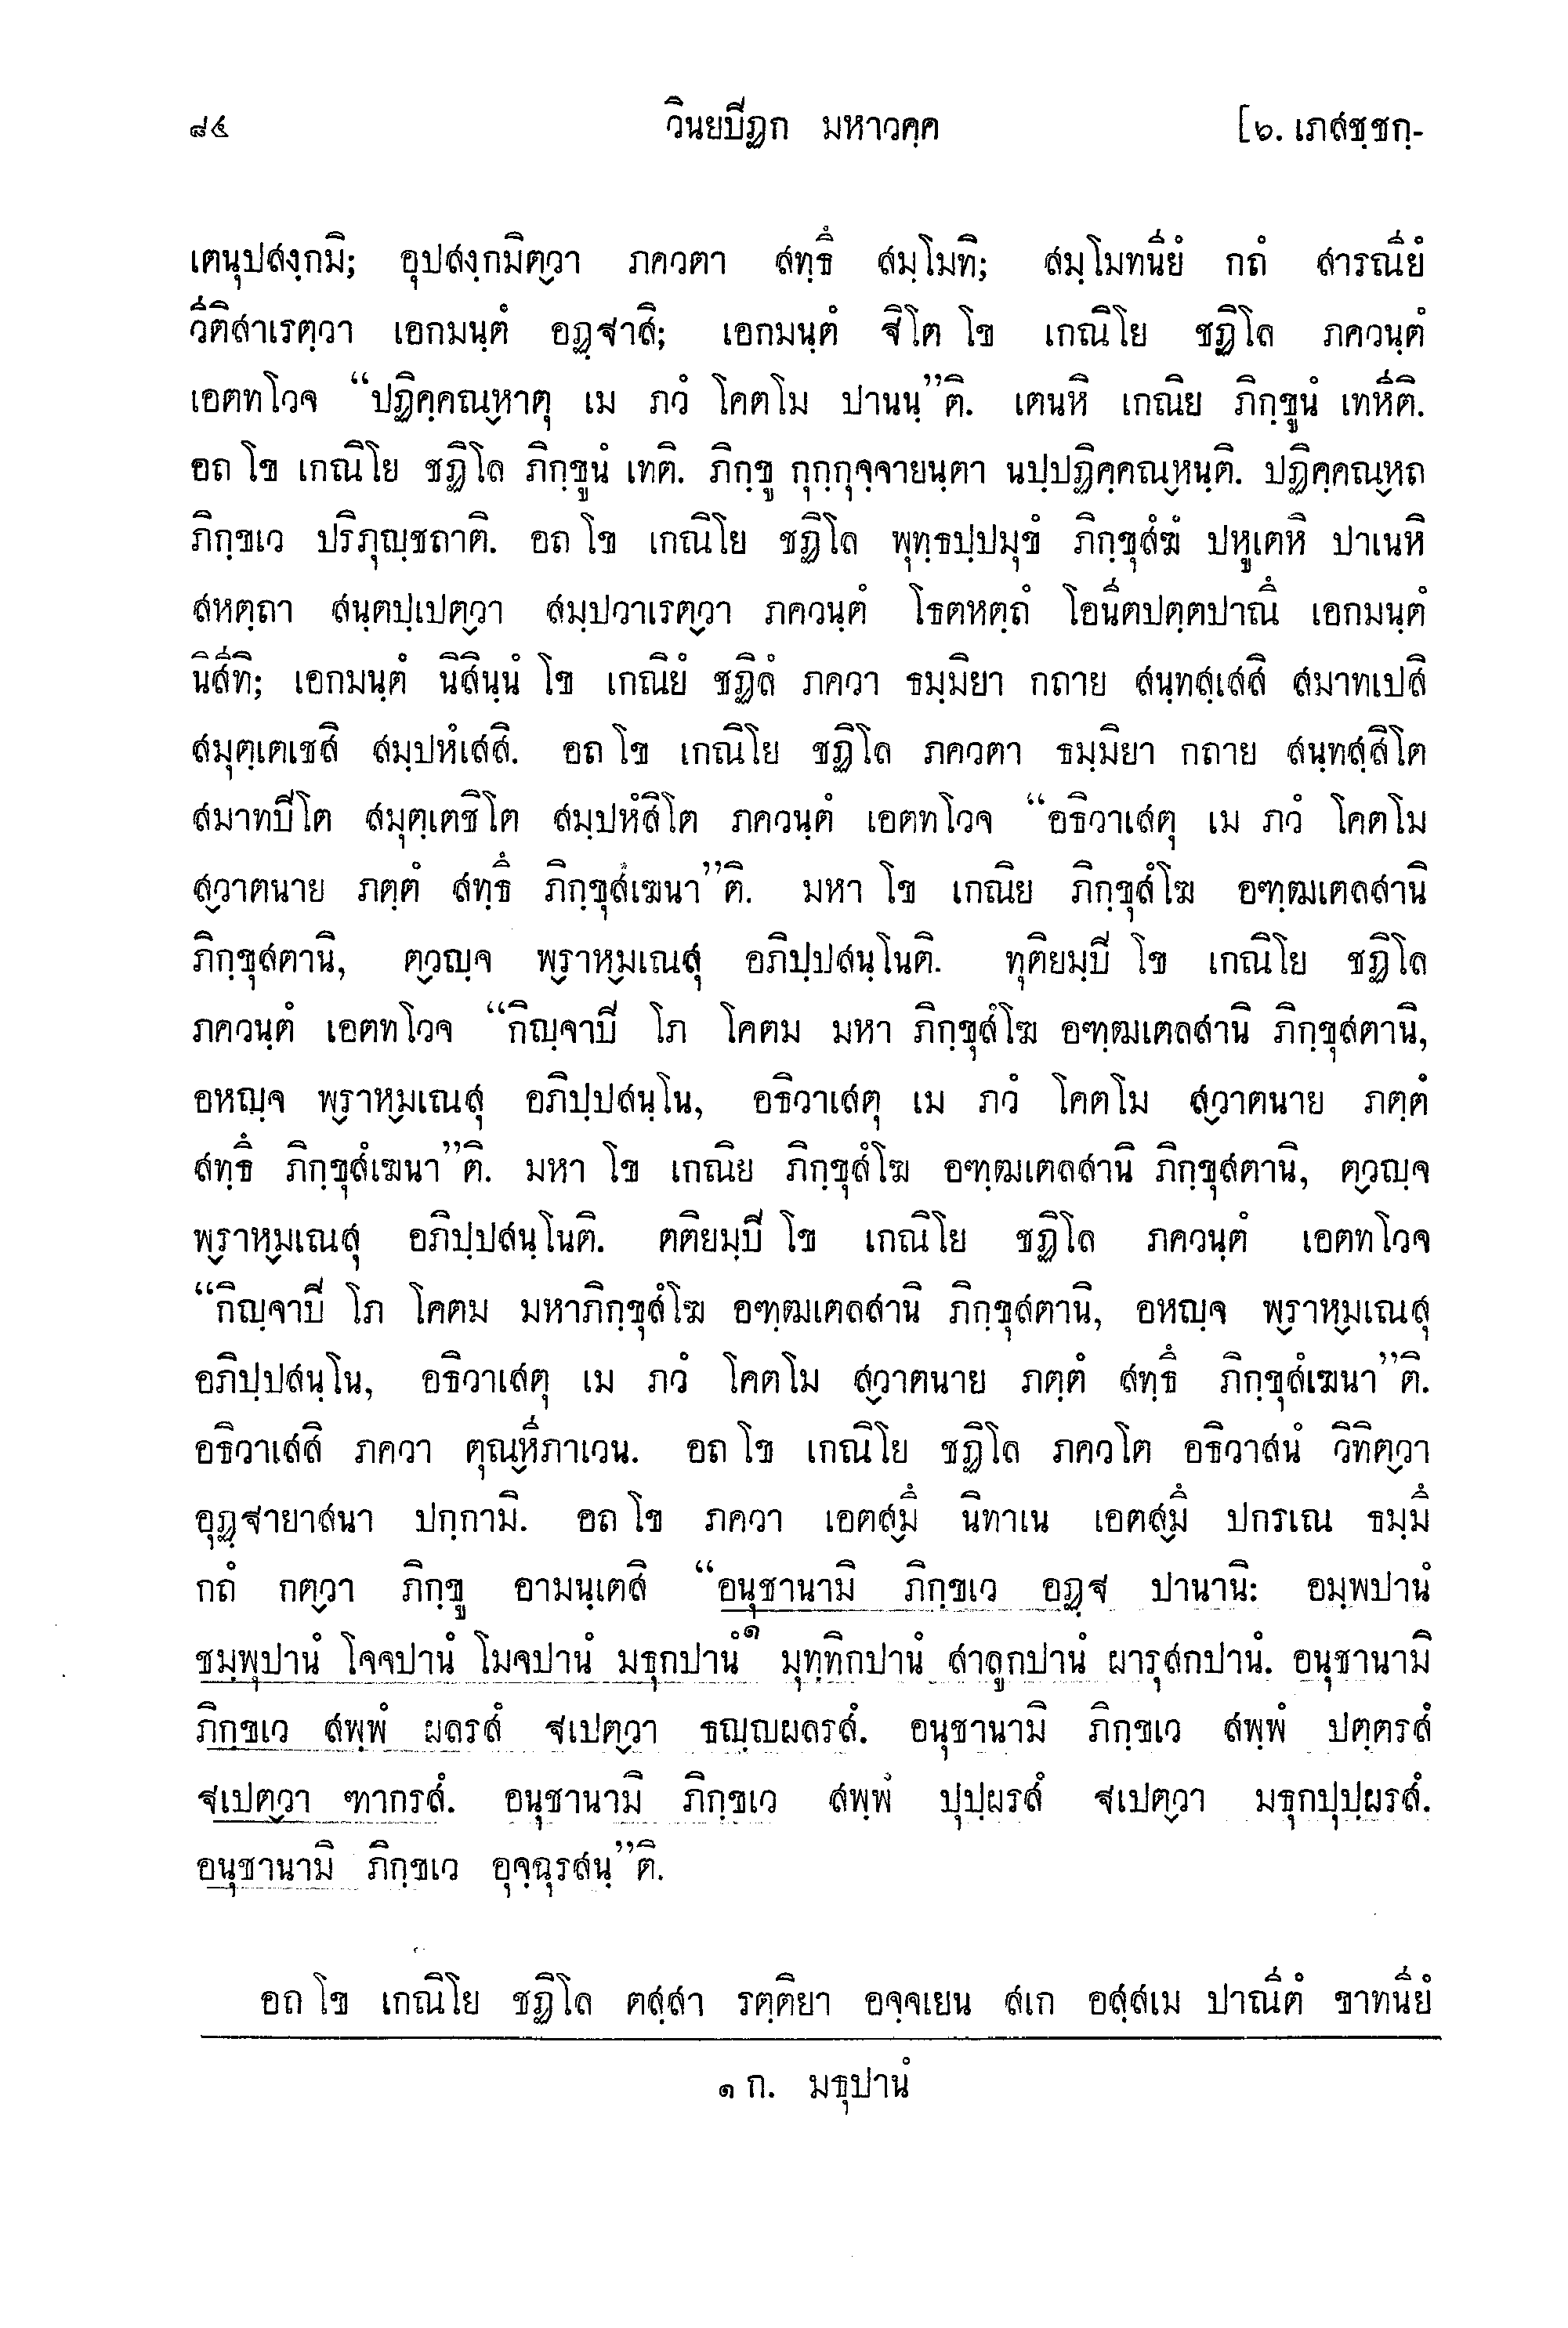 ๘๔ วินยปิฏก มหาวคฺค [๖. เภสชฺชกฺ-
เตนุปสงฺกมิ; อุปสงฺกมิตฺวา ภควตา สทฺธึ สมฺโมทิ; สมฺโมทนียํ กถํ สารณียํ
วีติสาเรตฺวา เอกมนฺตํ อฏฺฐาสิ; เอกมนฺตํ ฐิโต โข เกณิโย ชฏิโล ภควนฺตํ
เอตทโวจ “ปฏิคฺคณฺหาตุ เม ภวํ โคตโม ปานนฺ”ติ. เตนหิ เกณิย ภิกฺขูนํ เทหีติ.
อถ โข เกณิโย ชฏิโล ภิกฺขูนํ เทติ. ภิกฺขู กุกฺกุจฺจายนฺตา นปฺปฏิคฺคณฺหนฺติ. ปฏิคฺคณฺหถ
ภิกฺขเว ปริภุญฺชถาติ. อถ โข เกณิโย ชฏิโล พุทฺธปฺปมุขํ ภิกฺขุสํฆํ ปหูเตหิ ปาเนหิ
สหตฺถา สนฺตปฺเปตฺวา สมฺปวาเรตฺวา ภควนฺตํ โธตหตฺถํ โอนีตปตฺตปาณึ เอกมนฺตํ
นิสีทิ; เอกมนฺตํ นิสินฺนํ โข เกณิยํ ชฏิลํ ภควา ธมฺมิยา กถาย สนฺทสฺเสสิ สมาทเปสิ
สมุตฺเตเชสิ สมฺปหํเสสิ. อถ โข เกณิโย ชฏิโล ภควตา ธมฺมิยา กถาย สนฺทสฺสิโต
สมาทปิโต สมุตฺเตชิโต สมฺปหํสิโต ภควนฺตํ เอตทโวจ “อธิวาเสตุ เม ภวํ โคตโม
สฺวาตนาย ภตฺตํ สทฺธึ ภิกฺขุสํเฆนา”ติ. มหา โข เกณิย ภิกฺขุสํโฆ อฑฺฒเตลสานิ
ภิกฺขุสตานิ, ตฺวญฺจ พฺราหฺมเณสุ อภิปฺปสนฺโนติ. ทุติยมฺปิ โข เกณิโย ชฏิโล
ภควนฺตํ เอตทโวจ “กิญฺจาปิ โภ โคตม มหา ภิกฺขุสํโฆ อฑฺฒเตลสานิ ภิกฺขุสตานิ,
อหญฺจ พฺราหฺมเณสุ อภิปฺปสนฺโน, อธิวาเสตุ เม ภวํ โคตโม สฺวาตนาย ภตฺตํ
สทฺธึ ภิกฺขุสํเฆนา”ติ. มหา โข เกณิย ภิกฺขุสํโฆ อฑฺฒเตลสานิ ภิกฺขุสตานิ, ตฺวญฺจ
พฺราหฺมเณสุ อภิปฺปสนฺโนติ. ตติยมฺปิ โข เกณิโย ชฏิโล ภควนฺตํ เอตทโวจ
“กิญฺจาปิ โภ โคตม มหาภิกฺขุสํโฆ อฑฺฒเตลสานิ ภิกฺขุสตานิ, อหญฺจ พฺราหฺมเณสุ
อภิปฺปสนฺโน, อธิวาเสตุ เม ภวํ โคตโม สฺวาตนาย ภตฺตํ สทฺธึ ภิกฺขุสํเฆนา”ติ.
อธิวาเสสิ ภควา ตุณฺหีภาเวน. อถ โข เกณิโย ชฏิโล ภควโต อธิวาสนํ วิทิตฺวา
อุฏฺฐายาสนา ปกฺกามิ. อถ โข ภควา เอตสฺมึ นิทาเน เอตสฺมึ ปกรเณ ธมฺมึ
กถํ กตฺวา ภิกฺขู อามนฺเตสิ “อนุชานามิ ภิกฺขเว อฏฺฐ ปานานิ: อมฺพปานํ
ชมฺพุปานํ โจจปานํ โมจปานํ มธุกปานํ๑ มุทฺทิกปานํ สาลูกปานํ ผารุสกปานํ. อนุชานามิ
ภิกฺขเว สพฺพํ ผลรสํ ฐเปตฺวา ธญฺญผลรสํ. อนุชานามิ ภิกฺขเว สพฺพํ ปตฺตรสํ
ฐเปตฺวา ฑากรสํ. อนุชานามิ ภิกฺขเว สพฺพํ ปุปฺผรสํ ฐเปตฺวา มธุกปุปฺผรสํ.
อนุชานามิ ภิกฺขเว อุจฺฉุรสนฺ”ติ.
อถ โข เกณิโย ชฏิโล ตสฺสา รตฺติยา อจฺจเยน สเก อสฺสเม ปาณีตํ ขาทนียํ
๑ ก. มธุปานํ